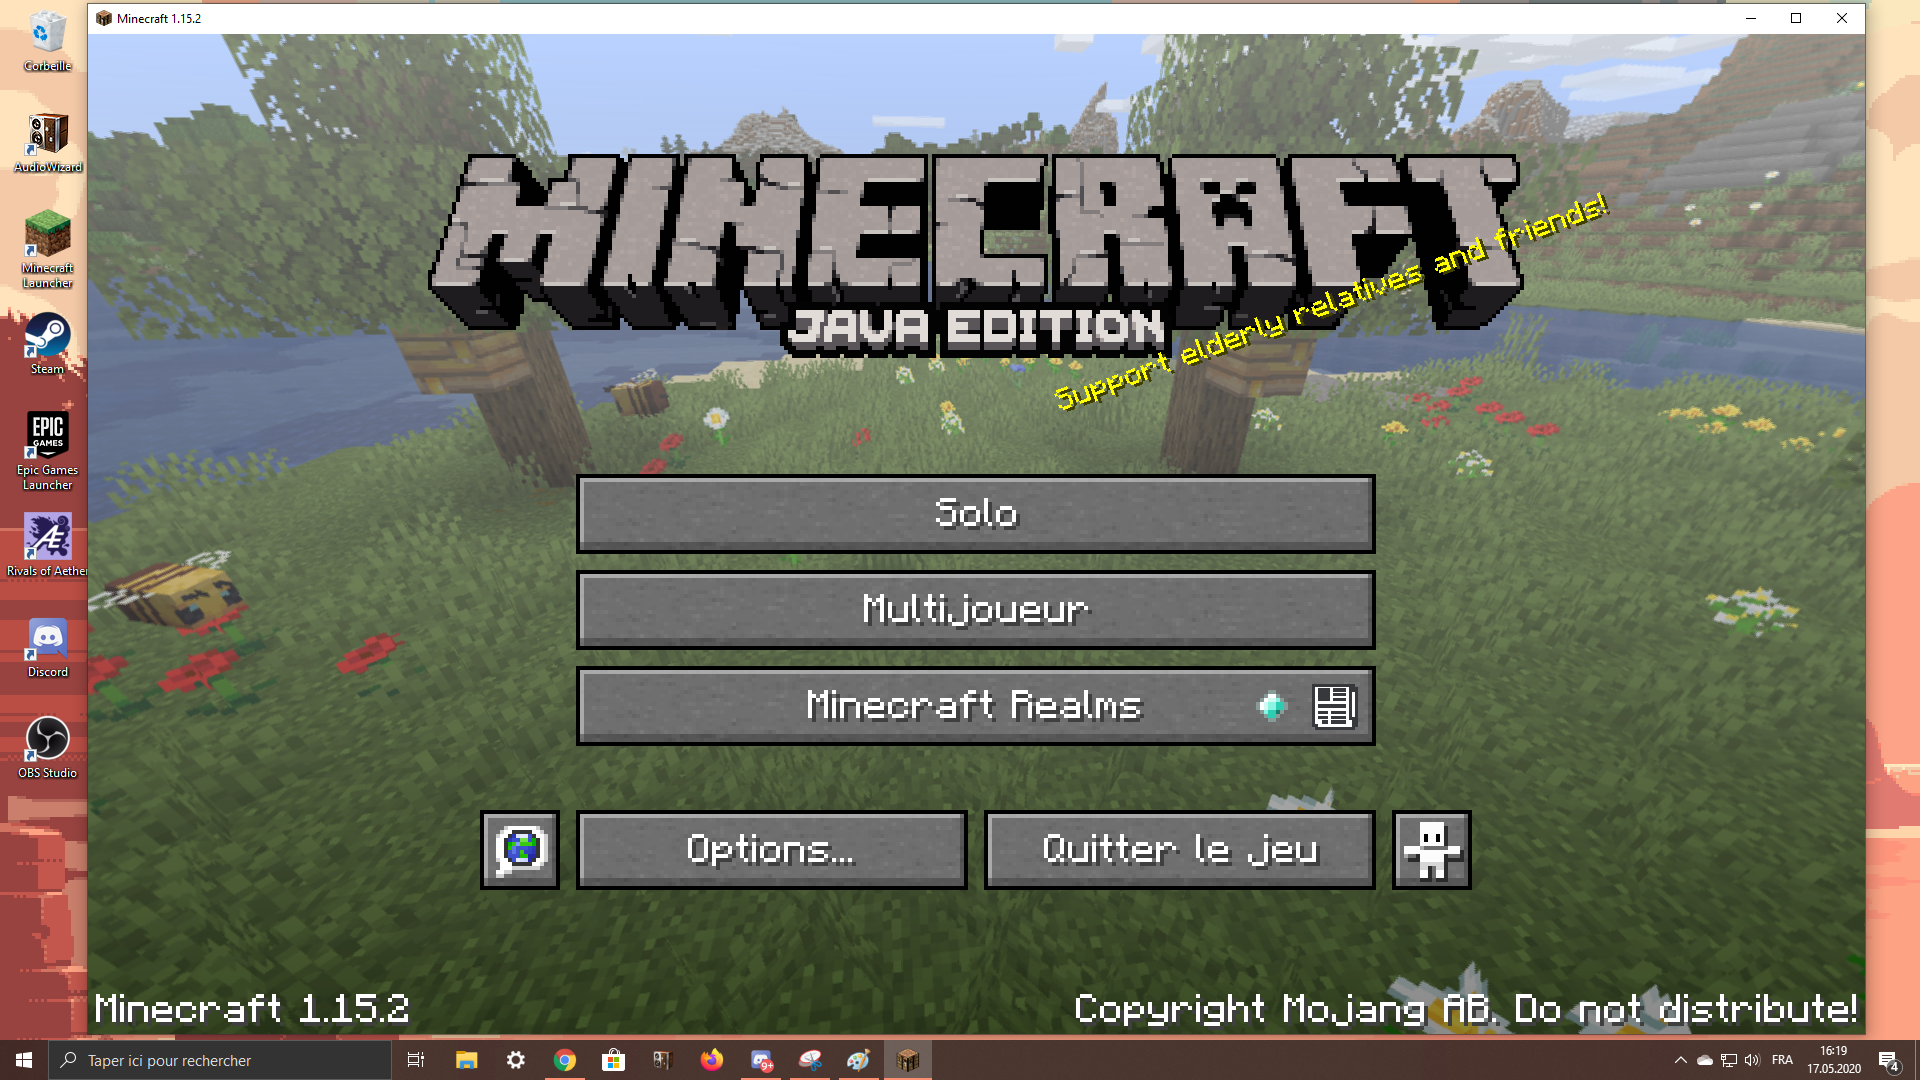 Minecraft 1.15.2
Corbeille
AudioWizard
Minecraft
Launcher
Steam
EPIC
GAMES
Epic Games
Launcher
Æ
Rivals of Aether
Discord
OBS Studio
MINECRAFT
JAVA EDITION
Support elderly relatives and friends!
Solo
Multijoueur
Minecraft Realms
Options...
Quitter le jeu
Minecraft 1.15.2
Copyright Mojang AB. Do not distribute!
Taper ici pour rechercher
9+
FRA
16:19
17.05.2020
4